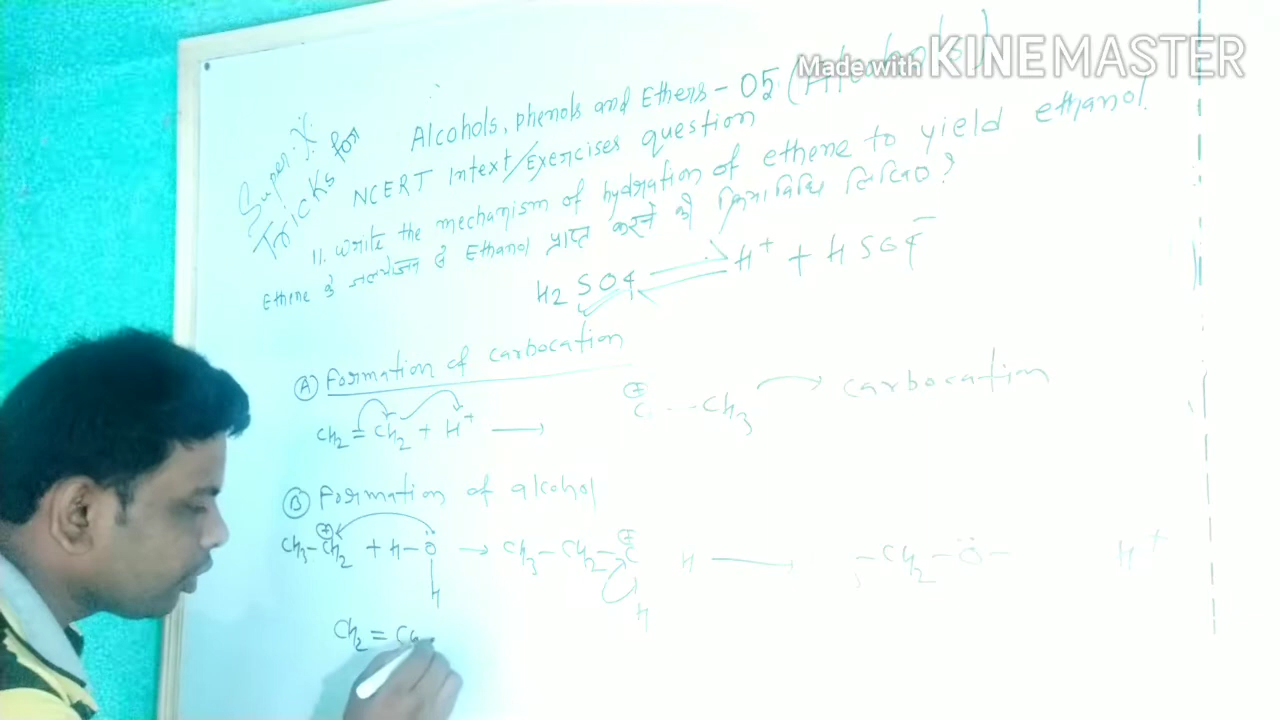 Made with KINEMASTER
Super-X
Tricks for
Alcohols, phenols and Ethers - 05 (Alcohols)
NCERT Intext/Exercises question
11. Write the mechanism of hydration of ethene to yield ethanol
Ethene के जलयोजन से Ethanol प्राप्त करने की क्रियाविधि लिखिए?
H2SO4 ⇌ H+ + HSO4-
(A) Formation of carbocation
CH2 = CH2 + H+ → C - CH3 → carbocation
(B) Formation of alcohol
CH3-CH2 + H-O → CH3-CH2- H → -CH2-O- H+
H H
CH2 =